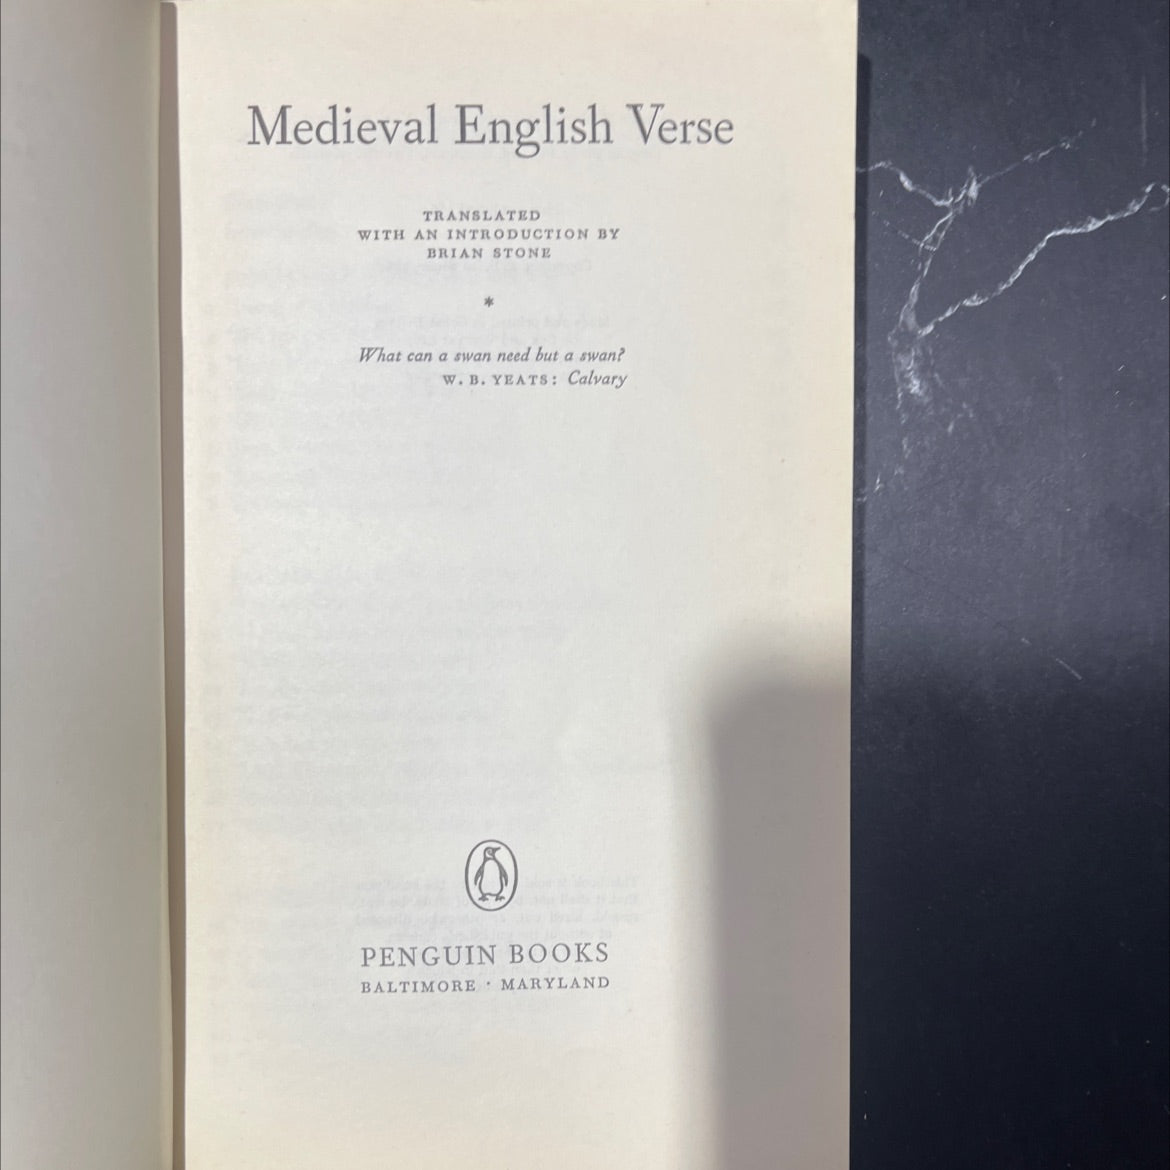 Medieval English Verse
TRANSLATED
WITH AN INTRODUCTION BY
BRIAN STONE
*
What can a swan need but a swan?
W. B. YEATS: Calvary
PENGUIN BOOKS
BALTIMORE · MARYLAND